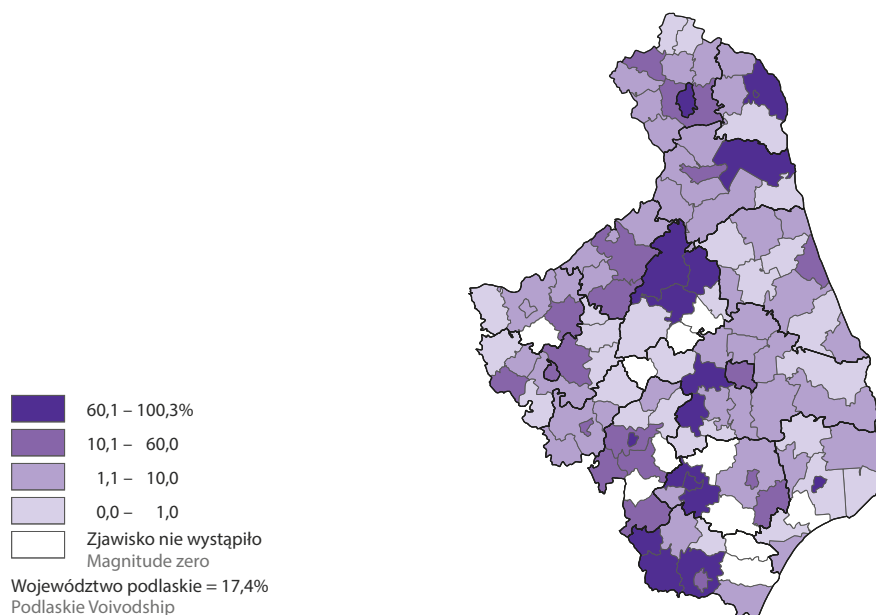 60,1 – 100,3%
10,1 – 60,0
1,1 – 10,0
0,0 – 1,0
Zjawisko nie wystąpiło
Magnitude zero
Województwo podlaskie = 17,4%
Podlaskie Voivodship